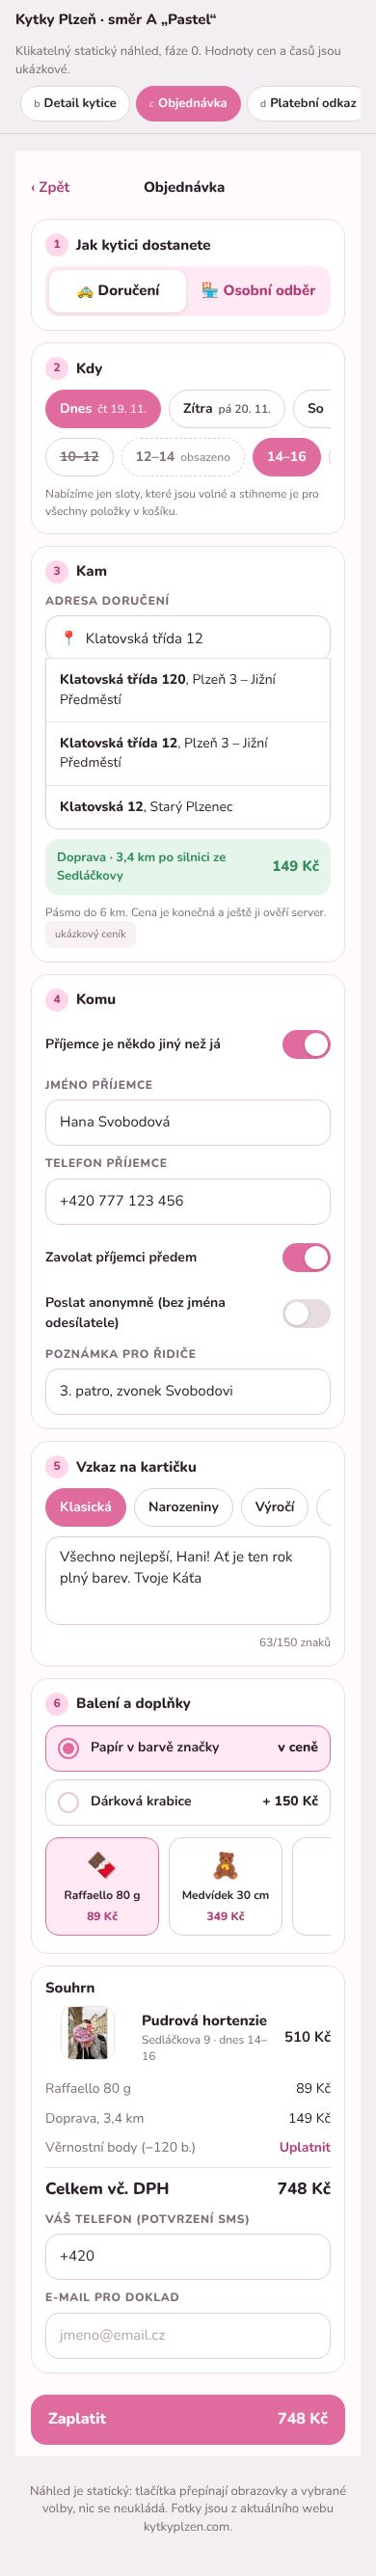 Kytky Plzeň · směr A „Pastel“
Klikatelný statický náhled, fáze 0. Hodnoty cen a časů jsou
ukázkové.
b Detail kytice
c Objednávka
d Platební odkaz
‹ Zpět
Objednávka
1 Jak kytici dostanete
Doručení
Osobní odběr
2 Kdy
Dnes čt 19. 11.
Zítra pá 20. 11.
So
10–12
12–14 obsazeno
14–16
Nabízíme jen sloty, které jsou volné a stihneme je pro
všechny položky v košíku.
3 Kam
ADRESA DORUČENÍ
Klatovská třída 12
Klatovská třída 120, Plzeň 3 – Jižní
Předměstí
Klatovská třída 12, Plzeň 3 – Jižní
Předměstí
Klatovská 12, Starý Plzenec
Doprava · 3,4 km po silnici ze
Sedláčkovy
149 Kč
Pásmo do 6 km. Cena je konečná a ještě ji ověří server.
ukázkový ceník
4 Komu
Příjemce je někdo jiný než já
JMÉNO PŘÍJEMCE
Hana Svobodová
TELEFON PŘÍJEMCE
+420 777 123 456
Zavolat příjemci předem
Poslat anonymně (bez jména
odesílatele)
POZNÁMKA PRO ŘIDIČE
3. patro, zvonek Svobodovi
5 Vzkaz na kartičku
Klasická
Narozeniny
Výročí
Všechno nejlepší, Hani! Ať je ten rok
plný barev. Tvoje Káťa
63/150 znaků
6 Balení a doplňky
Papír v barvě značky
v ceně
Dárková krabice
+ 150 Kč
Raffaello 80 g
89 Kč
Medvídek 30 cm
349 Kč
Souhrn
Pudrová hortenzie
Sedláčkova 9 · dnes 14–
16
510 Kč
Raffaello 80 g
89 Kč
Doprava, 3,4 km
149 Kč
Věrnostní body (−120 b.)
Uplatnit
Celkem vč. DPH
748 Kč
VÁŠ TELEFON (POTVRZENÍ SMS)
+420
E-MAIL PRO DOKLAD
jmeno@email.cz
Zaplatit
748 Kč
Náhled je statický: tlačítka přepínají obrazovky a vybrané
volby, nic se neukládá. Fotky jsou z aktuálního webu
kytkyplzen.com.